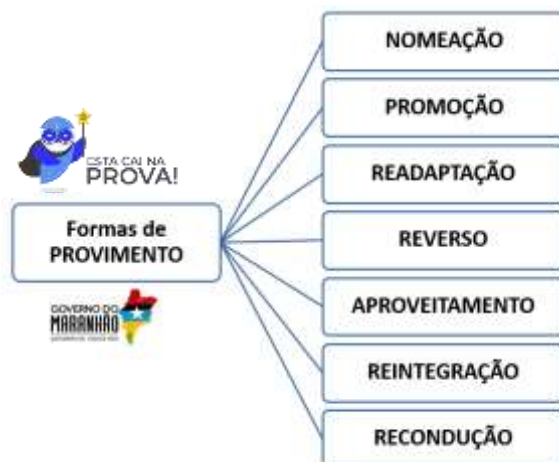 NOMEAÇÃO
PROMOÇÃO
ESTA CAI NA
PROVA!
READAPTAÇÃO
Formas de
PROVIMENTO
REVERSO
APROVEITAMENTO
GOVERNO DO
MARANHÃO
REINTEGRAÇÃO
RECONDUÇÃO